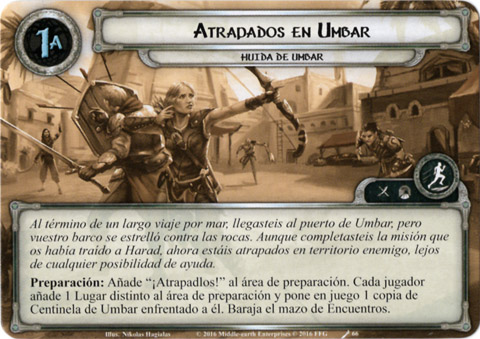 1A
Atrapados en Umbar
Huida de Umbar
Al término de un largo viaje por mar, llegasteis al puerto de Umbar, pero
vuestro barco se estrelló contra las rocas. Aunque completasteis la misión que
os había traído a Harad, ahora estáis atrapados en territorio enemigo, lejos
de cualquier posibilidad de ayuda.
Preparación: Añade “¡Atrapadlos!” al área de preparación. Cada jugador
añade 1 Lugar distinto al área de preparación y pone en juego 1 copia de
Centinela de Umbar enfrentado a él. Baraja el mazo de Encuentros.
Illus. Nikolas Hagialas © 2016 Middle-earth Enterprises © 2016 FFG 66